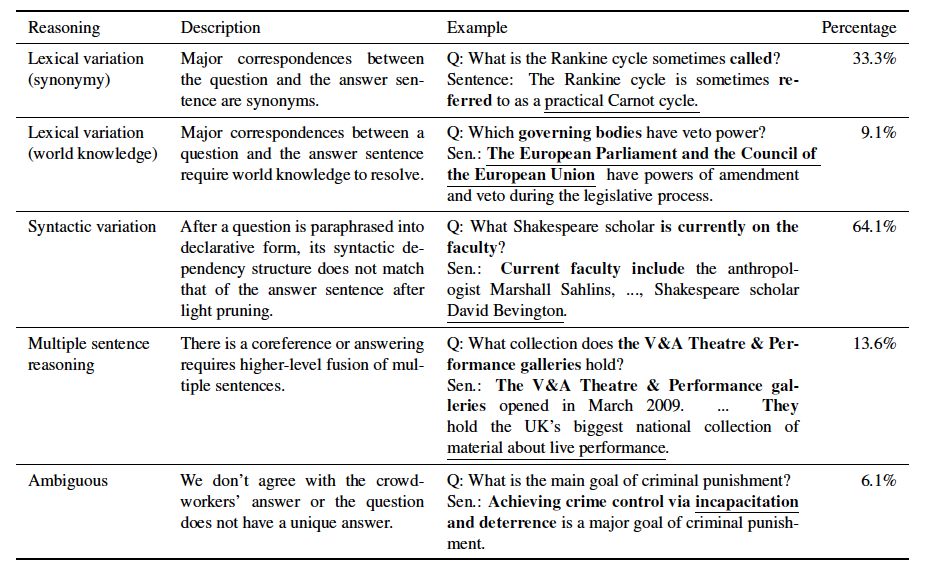 Reasoning Description Example Percentage
Lexical variation (synonymy)
Major correspondences between the question and the answer sentence are synonyms.
Q: What is the Rankine cycle sometimes called?
Sentence: The Rankine cycle is sometimes referred to as a practical Carnot cycle.
33.3%
Lexical variation (world knowledge)
Major correspondences between a question and the answer sentence require world knowledge to resolve.
Q: Which governing bodies have veto power?
Sen.: The European Parliament and the Council of the European Union have powers of amendment and veto during the legislative process.
9.1%
Syntactic variation
After a question is paraphrased into declarative form, its syntactic dependency structure does not match that of the answer sentence after light pruning.
Q: What Shakespeare scholar is currently on the faculty?
Sen.: Current faculty include the anthropologist Marshall Sahlins, ..., Shakespeare scholar David Bevington.
64.1%
Multiple sentence reasoning
There is a coreference or answering requires higher-level fusion of multiple sentences.
Q: What collection does the V&A Theatre & Performance galleries hold?
Sen.: The V&A Theatre & Performance galleries opened in March 2009. ... They hold the UK's biggest national collection of material about live performance.
13.6%
Ambiguous
We don't agree with the crowdworkers' answer or the question does not have a unique answer.
Q: What is the main goal of criminal punishment?
Sen.: Achieving crime control via incapacitation and deterrence is a major goal of criminal punishment.
6.1%